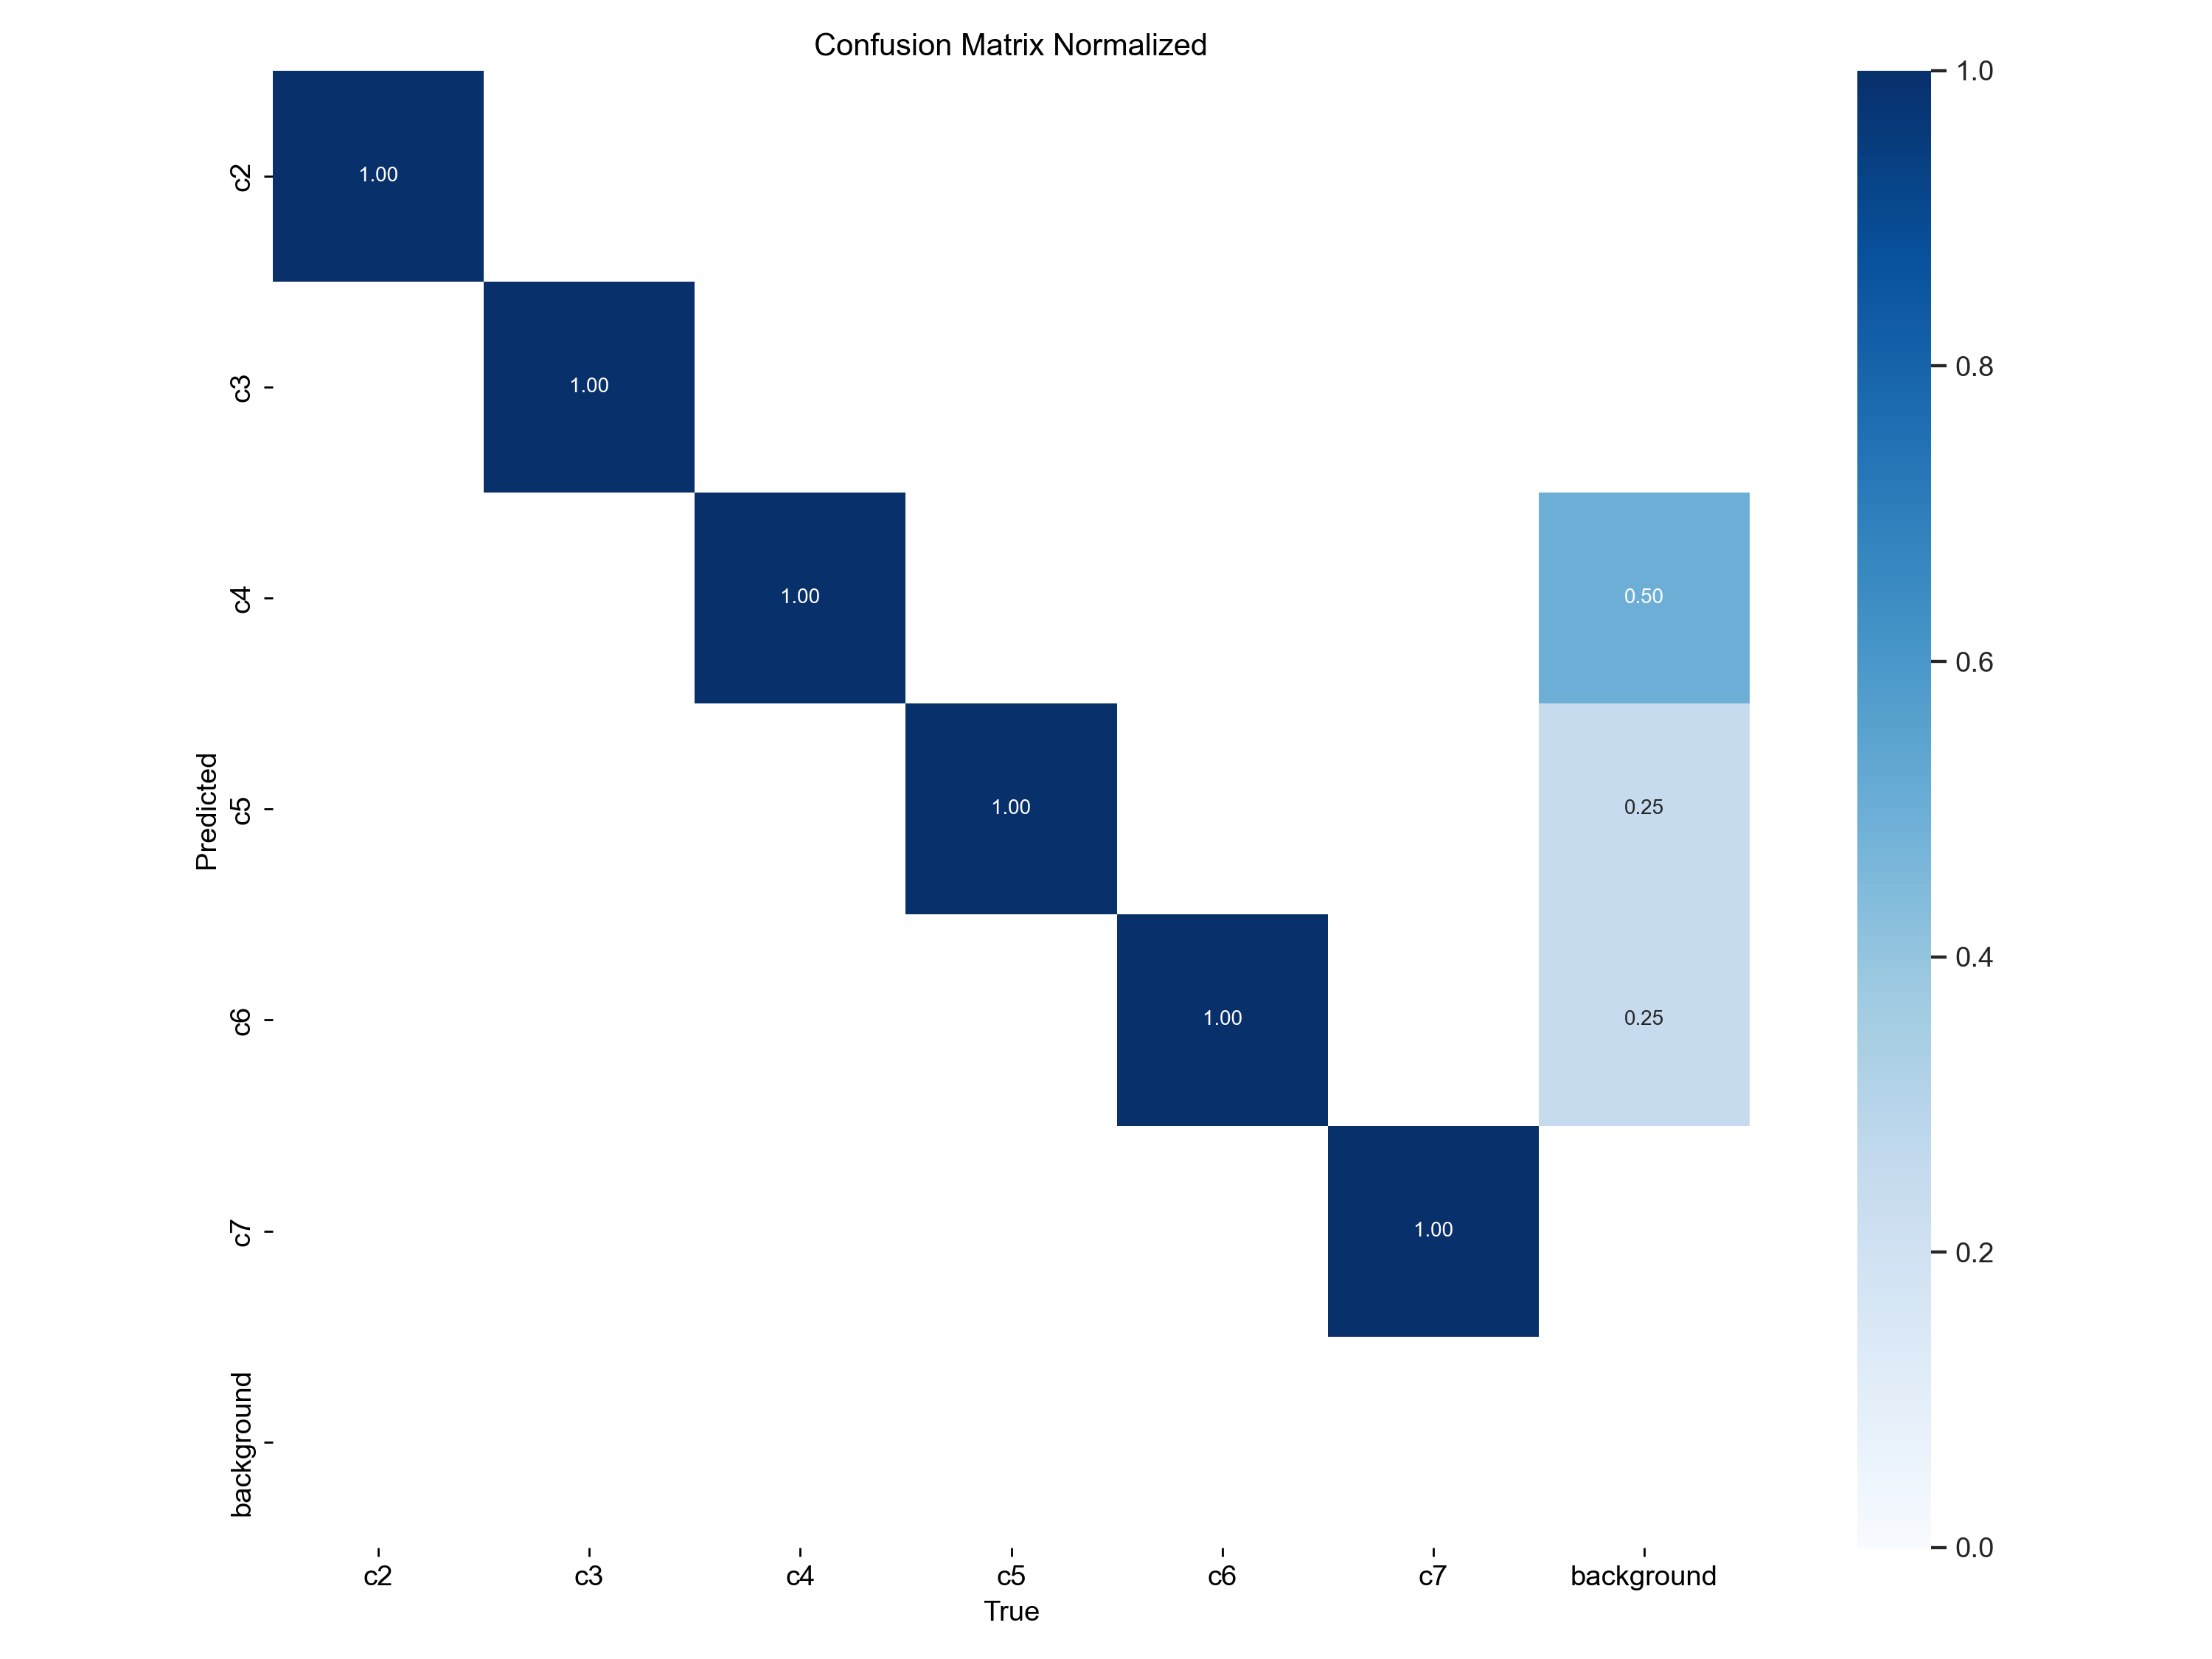 Confusion Matrix Normalized
1.0
c2
1.00
c3
1.00
0.8
c4
1.00
0.50
0.6
Predicted
c5
1.00
0.25
0.4
c6
1.00
0.25
c7
1.00
0.2
background
0.0
c2 c3 c4 c5 c6 c7 background
True